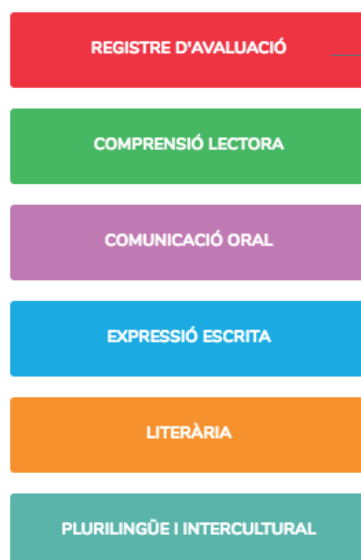 REGISTRE D'AVALUACIÓ
COMPRENSIÓ LECTORA
COMUNICACIÓ ORAL
EXPRESSIÓ ESCRITA
LITERÀRIA
PLURILINGÜE I INTERCULTURAL